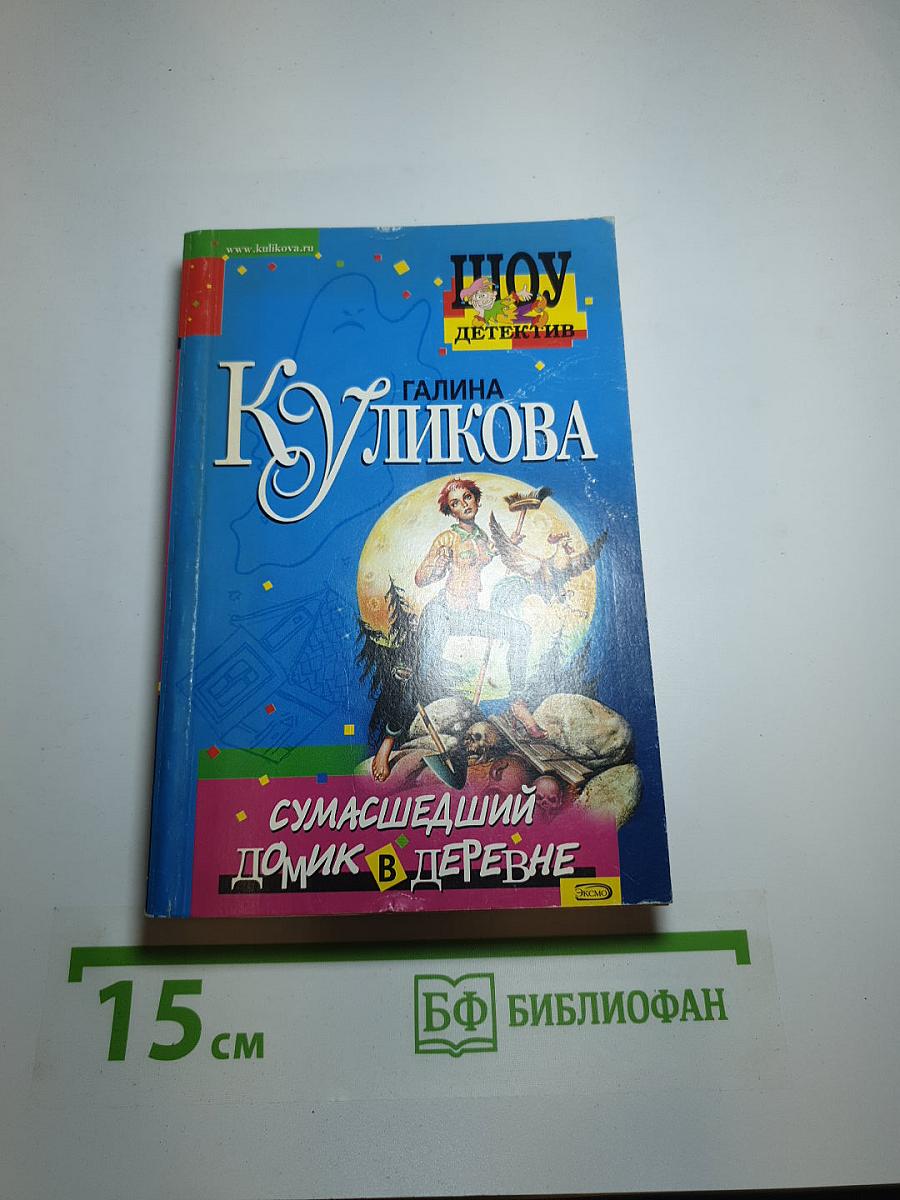 www.kulikova.ru
ШОУ
ДЕТЕКТИВ
ГАЛИНА
КУЛИКОВА
СУМАСШЕДШИЙ
ДОМИК В ДЕРЕВНЕ
ЭКСМО
15 см
БФ БИБЛИОФАН